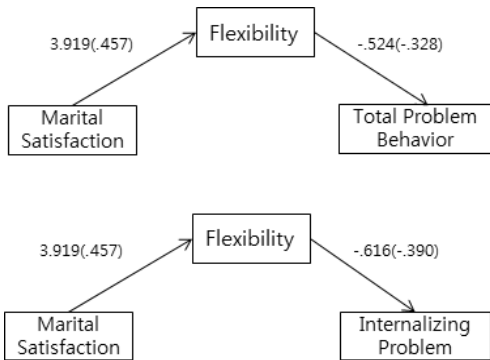 Flexibility
3.919(.457)
-.524(-.328)
Marital
Satisfaction
Total Problem
Behavior
Flexibility
3.919(.457)
-.616(-.390)
Marital
Satisfaction
Internalizing
Problem